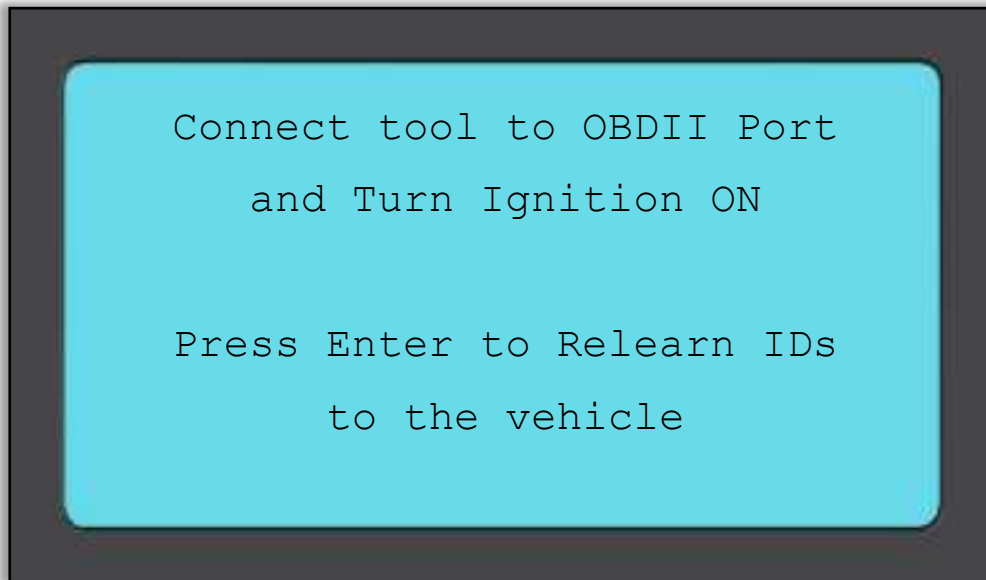 Connect tool to OBDII Port
and Turn Ignition ON
Press Enter to Relearn IDs
to the vehicle